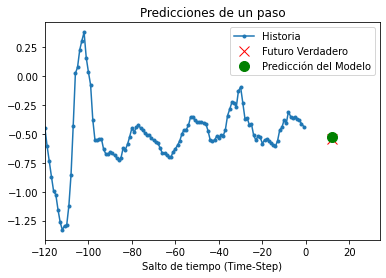 Predicciones de un paso
Historia
Futuro Verdadero
Predicción del Modelo
0.25
0.00
−0.25
−0.50
−0.75
−1.00
−1.25
−120 −100 −80 −60 −40 −20 0 20
Salto de tiempo (Time-Step)